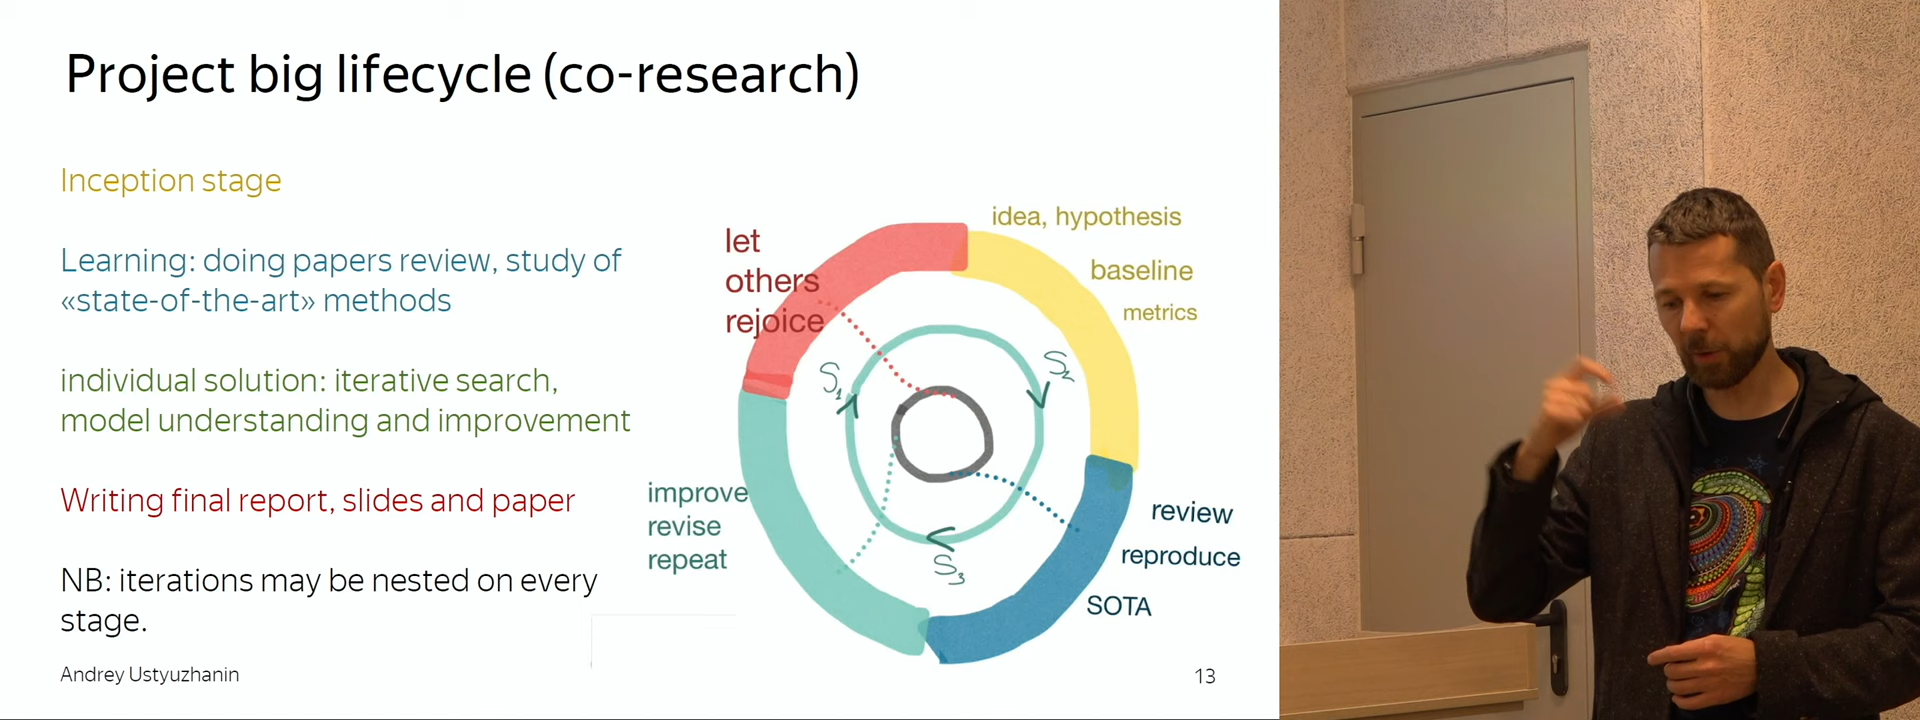 Project big lifecycle (co-research)
Inception stage
Learning: doing papers review, study of
«state-of-the-art» methods
individual solution: iterative search,
model understanding and improvement
Writing final report, slides and paper
NB: iterations may be nested on every
stage.
let
others
rejoice
idea, hypothesis
baseline
metrics
S1
S2
S3
improve
revise
repeat
review
reproduce
SOTA
Andrey Ustyuzhanin
13